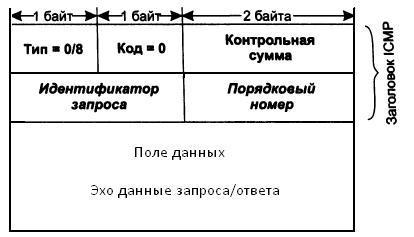 1 байт 1 байт 2 байта
Тип = 0/8 Код = 0 Контрольная
сумма
Идентификатор Порядковый
запроса номер
Поле данных
Эхо данные запроса/ответа
Заголовок ICMP